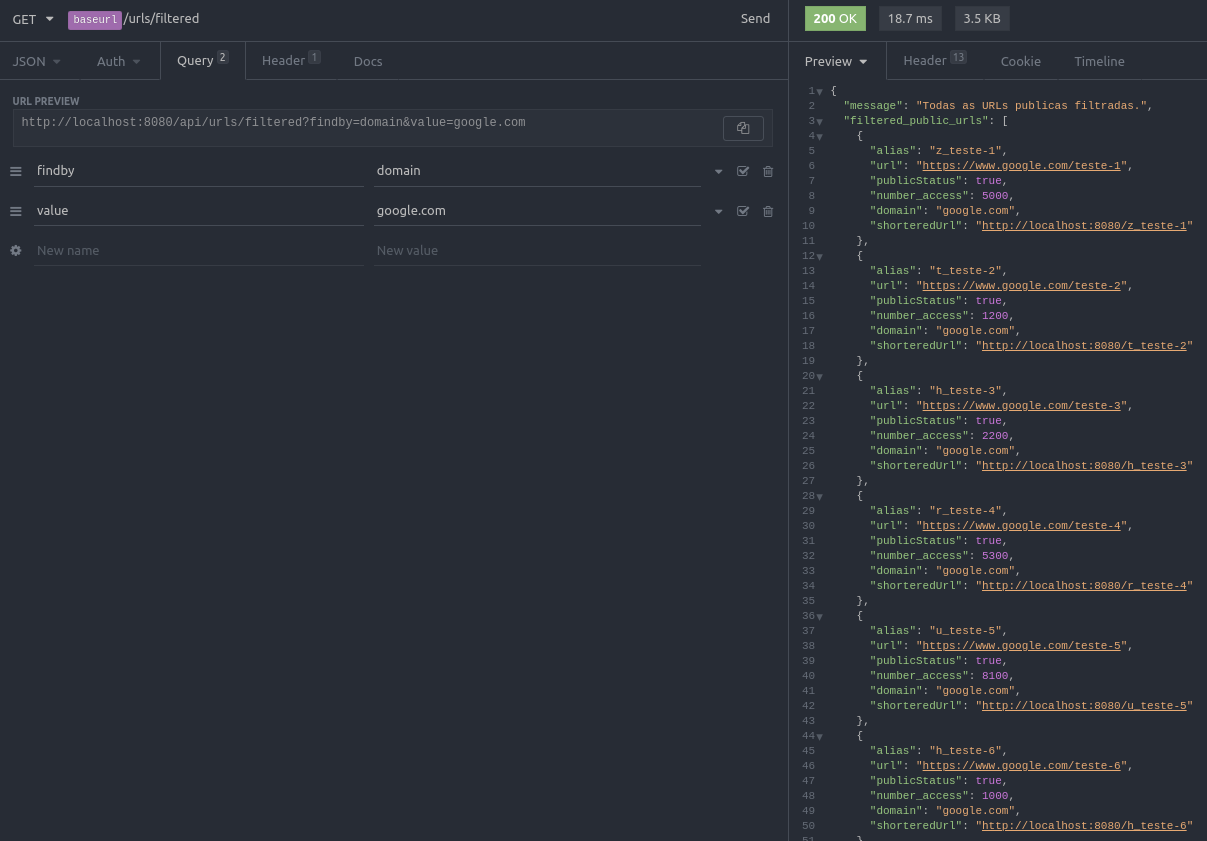 GET baseurl/urls/filtered Send
200 OK 18.7 ms 3.5 KB
JSON Auth Query 2 Header 1 Docs
Preview Header 13 Cookie Timeline
URL PREVIEW
http://localhost:8080/api/urls/filtered?findby=domain&value=google.com
findby domain
value google.com
New name New value
1 {
2 "message": "Todas as URLs publicas filtradas.",
3 "filtered_public_urls": [
4 {
5 "alias": "z_teste-1",
6 "url": "https://www.google.com/teste-1",
7 "publicStatus": true,
8 "number_access": 5000,
9 "domain": "google.com",
10 "shorteredUrl": "http://localhost:8080/z_teste-1"
11 },
12 {
13 "alias": "t_teste-2",
14 "url": "https://www.google.com/teste-2",
15 "publicStatus": true,
16 "number_access": 1200,
17 "domain": "google.com",
18 "shorteredUrl": "http://localhost:8080/t_teste-2"
19 },
20 {
21 "alias": "h_teste-3",
22 "url": "https://www.google.com/teste-3",
23 "publicStatus": true,
24 "number_access": 2200,
25 "domain": "google.com",
26 "shorteredUrl": "http://localhost:8080/h_teste-3"
27 },
28 {
29 "alias": "r_teste-4",
30 "url": "https://www.google.com/teste-4",
31 "publicStatus": true,
32 "number_access": 5300,
33 "domain": "google.com",
34 "shorteredUrl": "http://localhost:8080/r_teste-4"
35 },
36 {
37 "alias": "u_teste-5",
38 "url": "https://www.google.com/teste-5",
39 "publicStatus": true,
40 "number_access": 8100,
41 "domain": "google.com",
42 "shorteredUrl": "http://localhost:8080/u_teste-5"
43 },
44 {
45 "alias": "h_teste-6",
46 "url": "https://www.google.com/teste-6",
47 "publicStatus": true,
48 "number_access": 1000,
49 "domain": "google.com",
50 "shorteredUrl": "http://localhost:8080/h_teste-6"
51 }